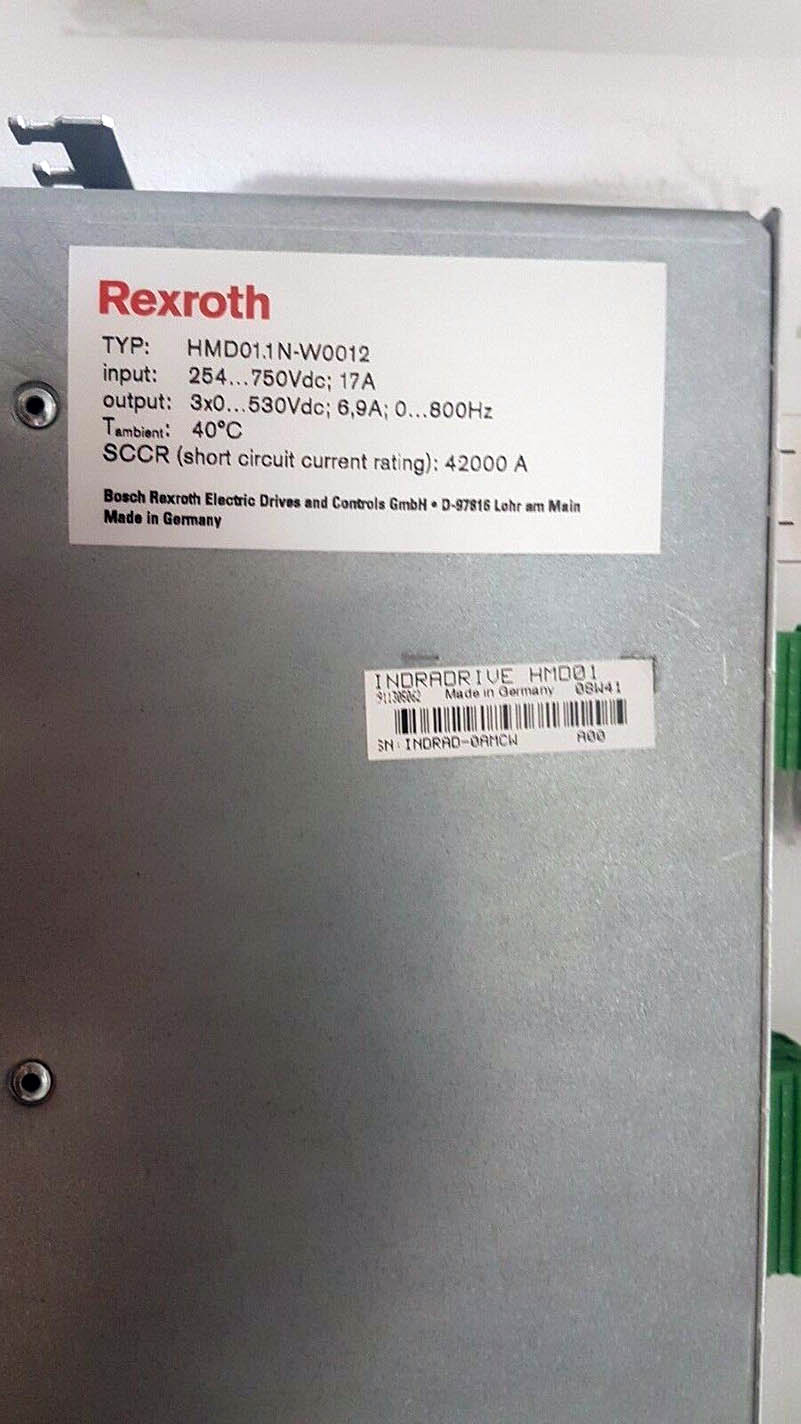 Rexroth
TYP: HMD01.1N-W0012
input: 254...750Vdc; 17A
output: 3x0...530Vdc; 6,9A; 0...800Hz
Tambient: 40°C
SCCR (short circuit current rating): 42000 A
Bosch Rexroth Electric Drives and Controls GmbH • D-97816 Lohr am Main
Made in Germany
INDRADRIVE HMD01
911305062 Made in Germany 08W41
SN: INDRAD-0AMCW A00